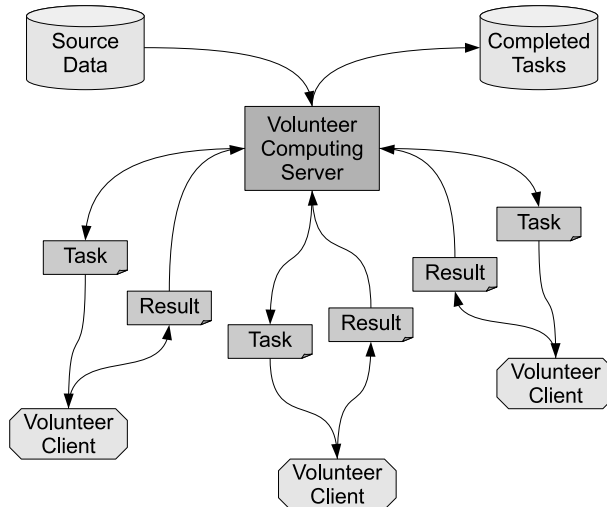 Source
Data
Completed
Tasks
Volunteer
Computing
Server
Task
Result
Task
Result
Result
Task
Volunteer
Client
Volunteer
Client
Volunteer
Client